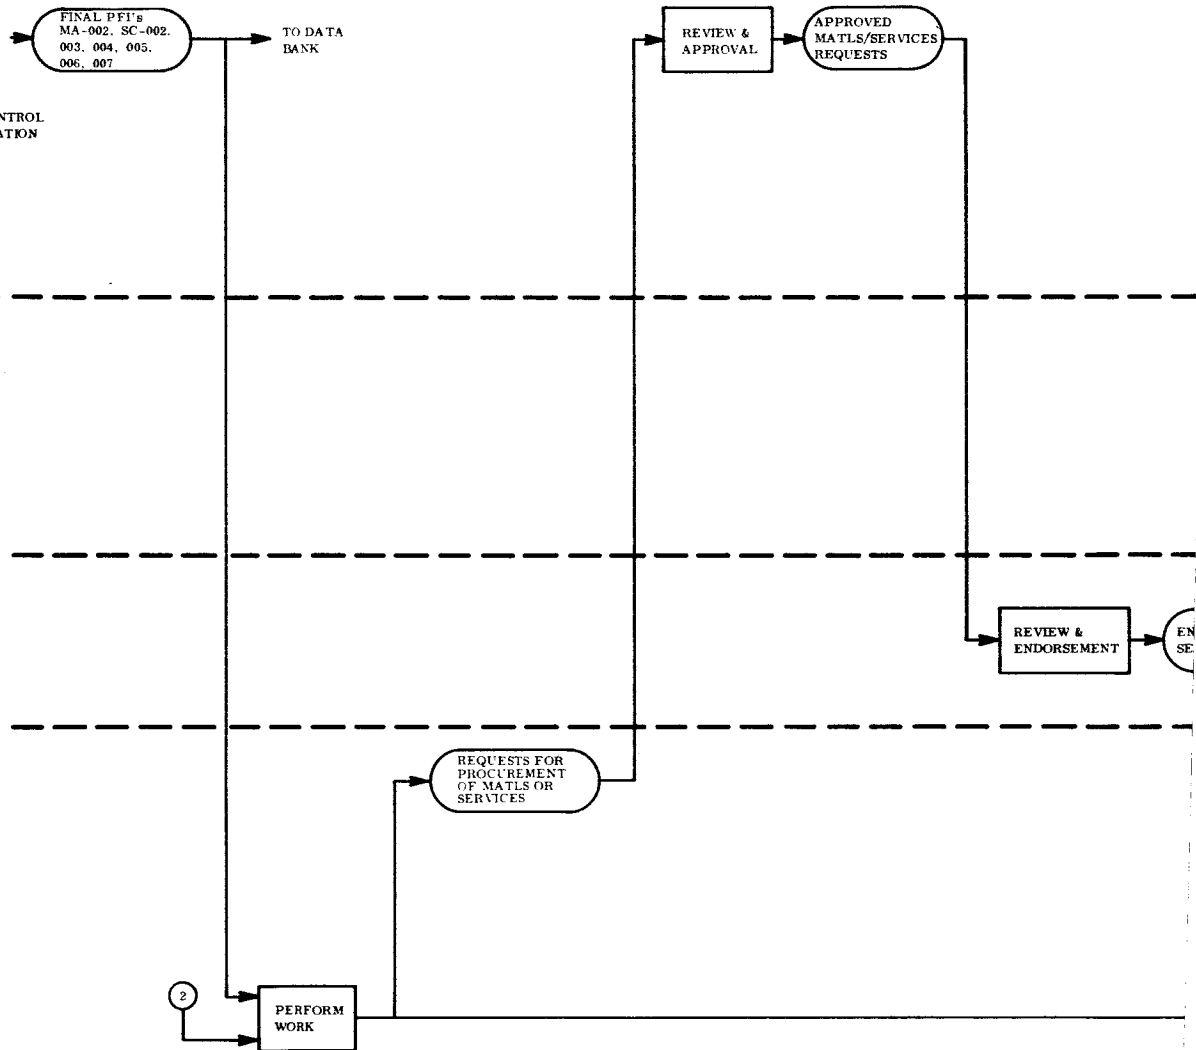 FINAL PFI's
MA-002, SC-002,
003, 004, 005,
006, 007
TO DATA
BANK
REVIEW &
APPROVAL
APPROVED
MATLS/SERVICES
REQUESTS
NTROL
ATION
REVIEW &
ENDORSEMENT
EN
SE
REQUESTS FOR
PROCUREMENT
OF MATLS OR
SERVICES
2
PERFORM
WORK